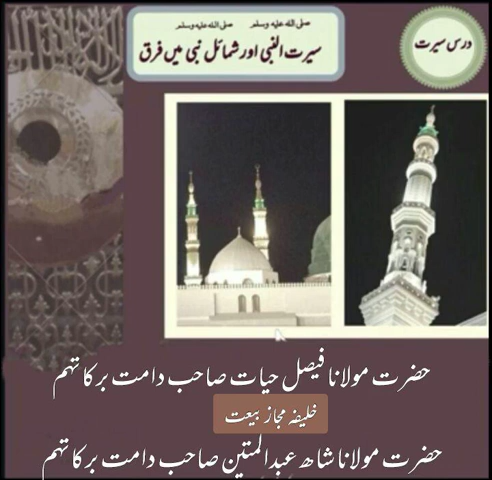 درس سیرت
صلی اللہ علیہ وسلم صلی اللہ علیہ وسلم
سیرت النبی اور شمائل نبی میں فرق
حضرت مولانا فیصل حیات صاحب دامت برکاتہم
خلیفہ مجاز بیعت
حضرت مولانا شاہ عبدالمتین صاحب دامت برکاتہم